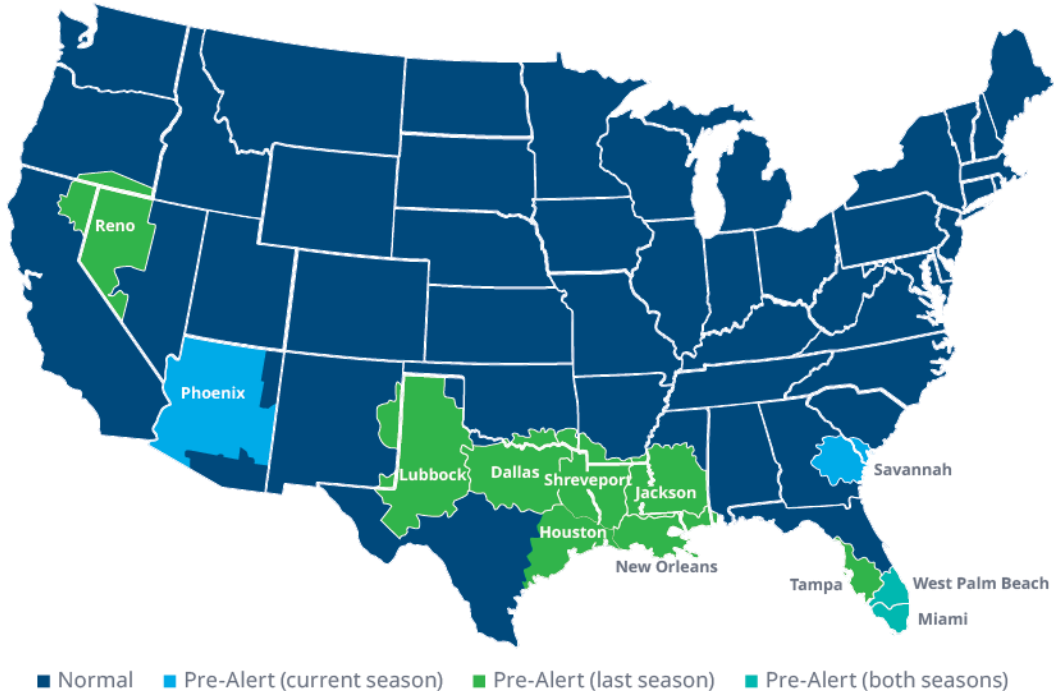 Reno
Phoenix
Lubbock
Dallas
Shreveport
Savannah
Jackson
Houston
New Orleans
Tampa
West Palm Beach
Miami
Normal
Pre-Alert (current season)
Pre-Alert (last season)
Pre-Alert (both seasons)